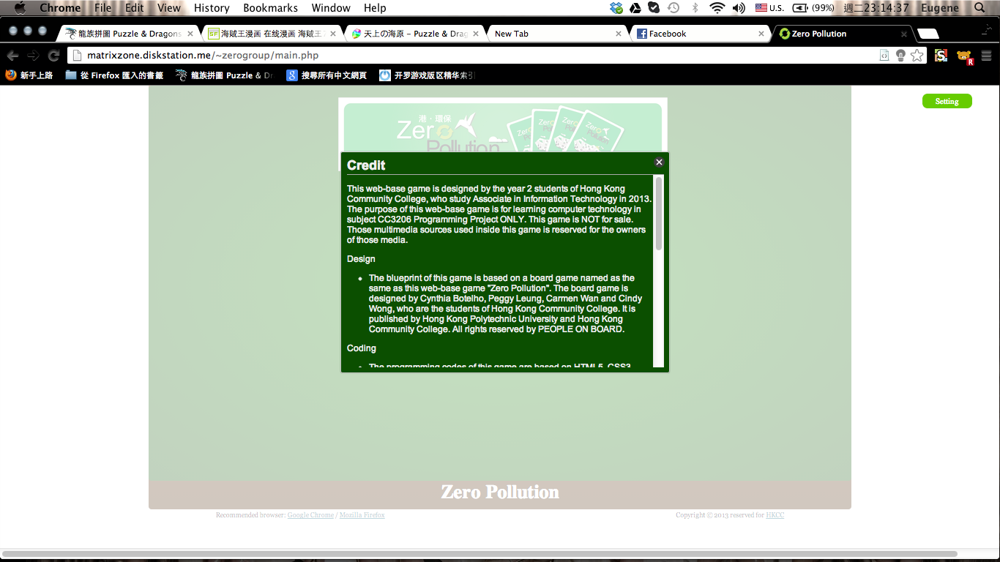 Chrome File Edit View History Bookmarks Window Help U.S. (99%) 週二23:14:37 Eugene
龍族拼圖 Puzzle & Dragons 海贼王漫画 在线漫画 海贼王 天上の海原 – Puzzle & Drag New Tab Facebook Zero Pollution
matrixzone.diskstation.me/~zerogroup/main.php
新手上路 從 Firefox 匯入的書籤 龍族拼圖 Puzzle & Dr 搜尋所有中文網頁 开罗游戏版区精华索引
Setting
港・環保
Zero
Pollution
Credit
This web-base game is designed by the year 2 students of Hong Kong
Community College, who study Associate in Information Technology in 2013.
The purpose of this web-base game is for learning computer technology in
subject CC3206 Programming Project ONLY. This game is NOT for sale.
Those multimedia sources used inside this game is reserved for the owners
of those media.
Design
• The blueprint of this game is based on a board game named as the
same as this web-base game "Zero Pollution". The board game is
designed by Cynthia Botelho, Peggy Leung, Carmen Wan and Cindy
Wong, who are the students of Hong Kong Community College. It is
published by Hong Kong Polytechnic University and Hong Kong
Community College. All rights reserved by PEOPLE ON BOARD.
Coding
• The programming codes of this game are based on HTML5, CSS3
Zero Pollution
Recommended browser: Google Chrome / Mozilla Firefox
Copyright © 2013 reserved for HKCC